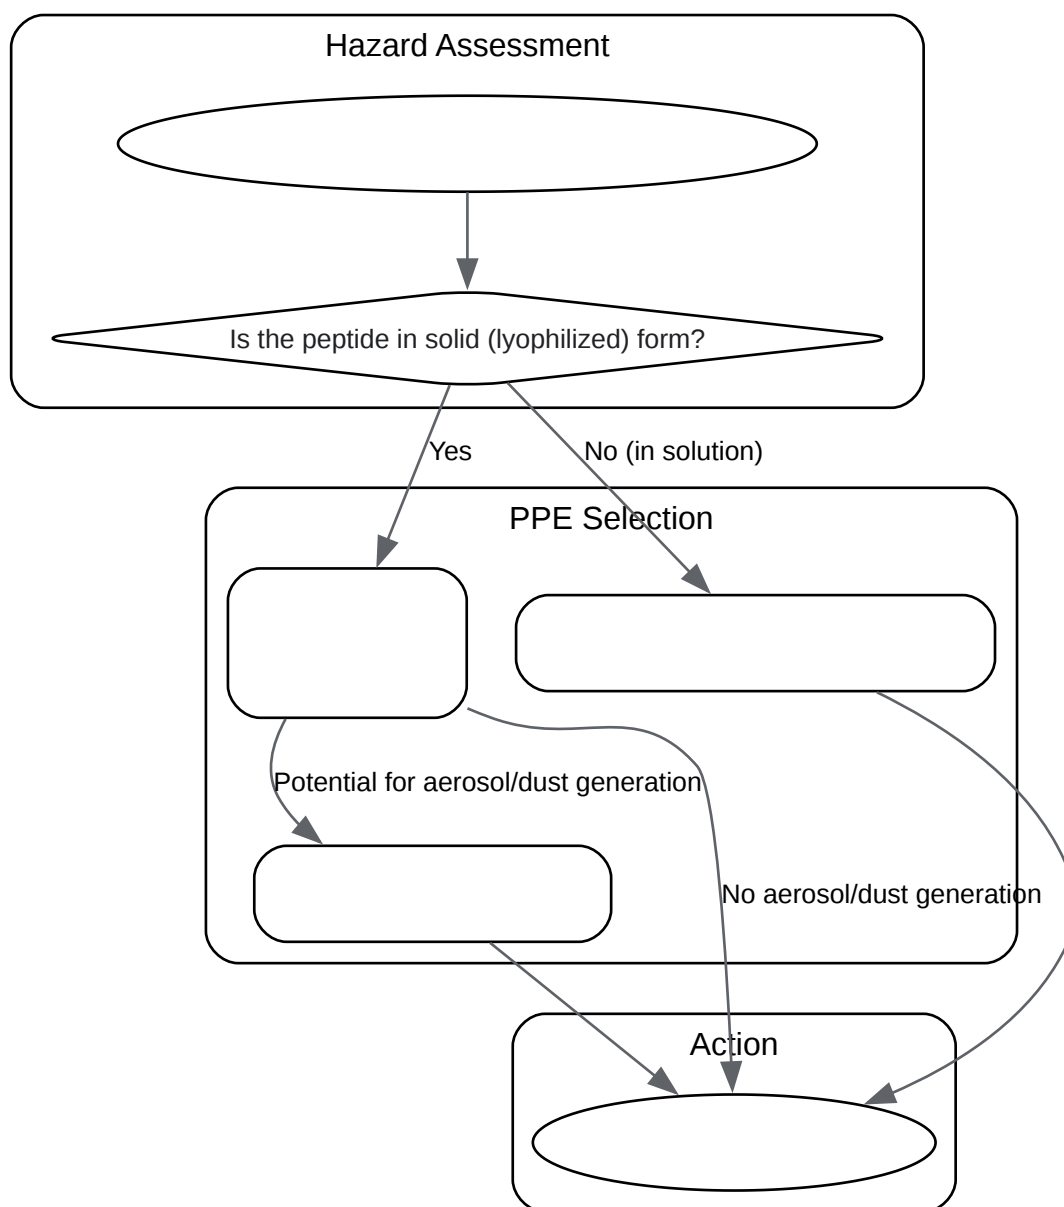 Hazard Assessment
Is the peptide in solid (lyophilized) form?
Yes
No (in solution)
PPE Selection
Potential for aerosol/dust generation
No aerosol/dust generation
Action